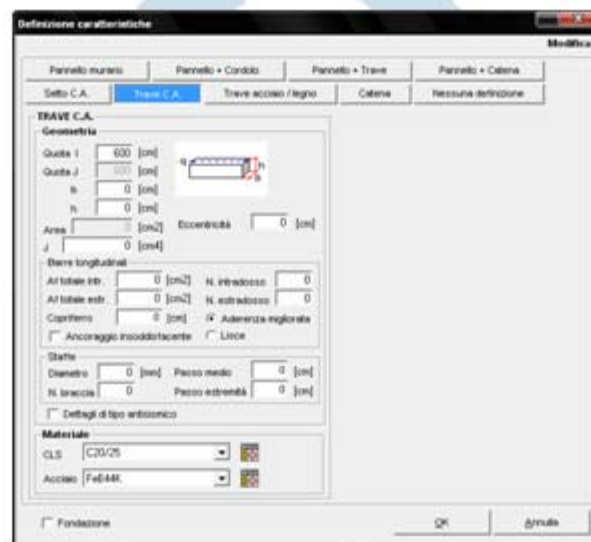 Definizione caratteristiche
Modifica
Pannello murario Pannello + Cordolo Pannello + Trave Pannello + Catena
Setto C.A. Trave C.A. Trave acciaio / legno Catena Nessuna definizione
TRAVE C.A.
Geometria
Quota I 600 [cm]
Quota J 600 [cm]
b 0 [cm]
h 0 [cm]
Area 0 [cm2] Eccentricità 0 [cm]
J 0 [cm4]
q h b
Barre longitudinali
Af totale intr. 0 [cm2] N. intradosso 0
Af totale estr. 0 [cm2] N. estradosso 0
Copriferro 0 [cm] Aderenza migliorata
Ancoraggio insoddisfacente Lisce
Staffe
Diametro 0 [mm] Passo medio 0 [cm]
N. braccia 0 Passo estremità 0 [cm]
Dettagli di tipo antisismico
Materiale
CLS C20/25
Acciaio FeB44K
Fondazione OK Annulla